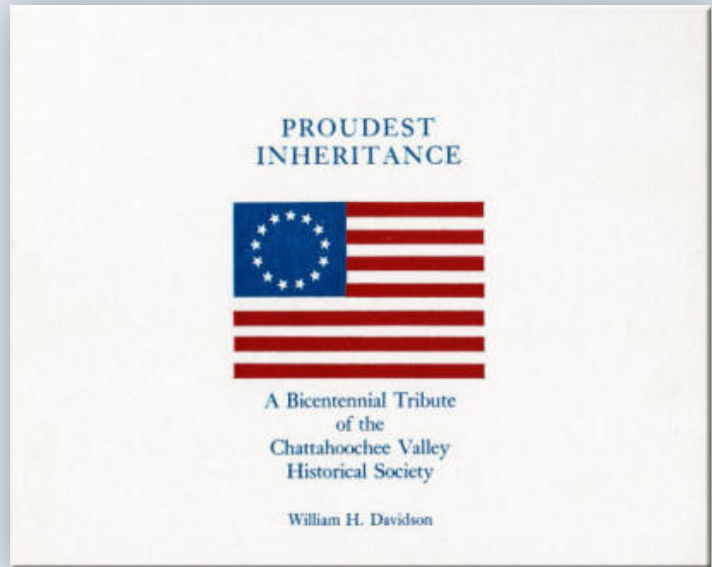 PROUDEST
INHERITANCE
A Bicentennial Tribute
of the
Chattahoochee Valley
Historical Society
William H. Davidson